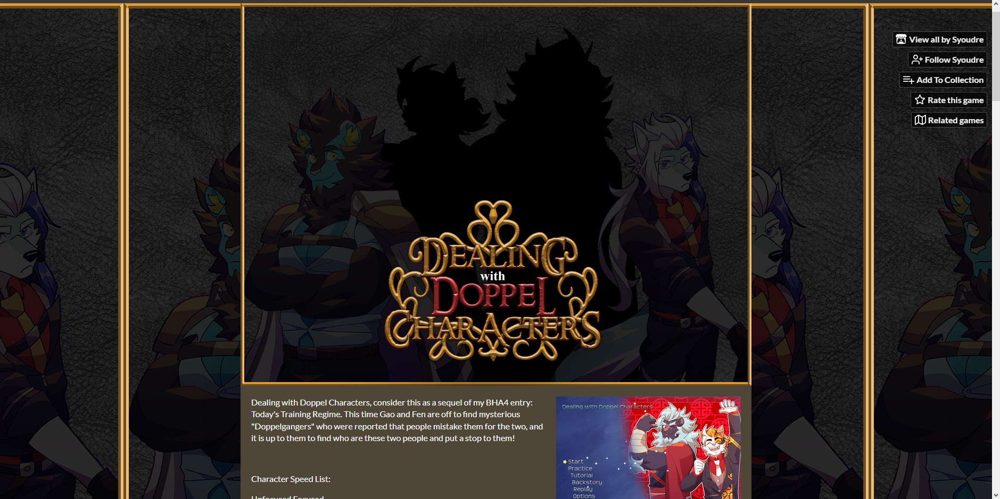 View all by Syoudre
Follow Syoudre
Add To Collection
Rate this game
Related games
DEALING
with
DOPPEL
CHARACTERS
Dealing with Doppel Characters, consider this as a sequel of my BHA4 entry:
Today's Training Regime. This time Gao and Fen are off to find mysterious
"Doppelgangers" who were reported that people mistake them for the two, and
it is up to them to find who are these two people and put a stop to them!
Character Speed List:
Unfocused Focused
Dealing with Doppel Characters
Start
Practice
Tutorial
Backstory
Replay
Options